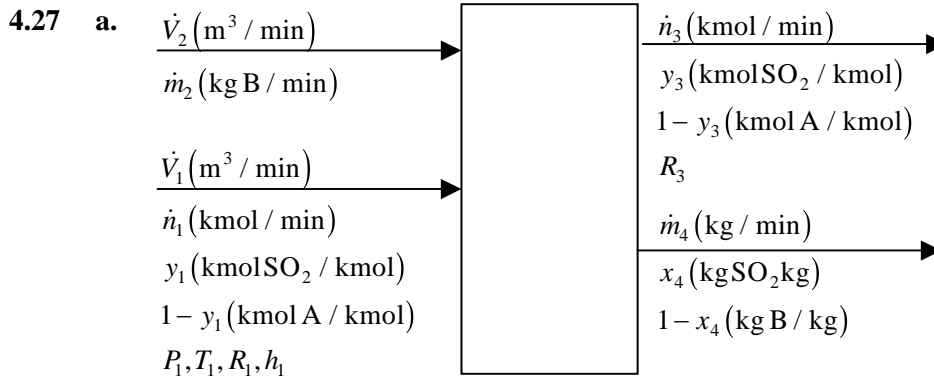 4.27 a.
V̇₂ (m³ / min)
ṁ₂ (kg B / min)
V̇₁ (m³ / min)
ṅ₁ (kmol / min)
y₁ (kmol SO₂ / kmol)
1 − y₁ (kmol A / kmol)
P₁, T₁, R₁, h₁
ṅ₃ (kmol / min)
y₃ (kmol SO₂ / kmol)
1 − y₃ (kmol A / kmol)
R₃
ṁ₄ (kg / min)
x₄ (kg SO₂kg)
1 − x₄ (kg B / kg)